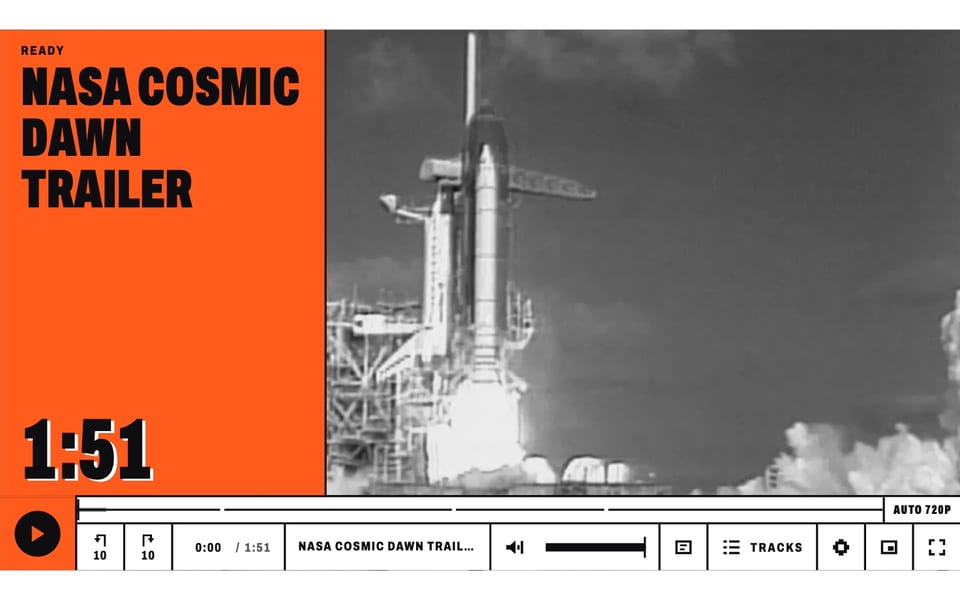 READY
NASA COSMIC
DAWN
TRAILER
1:51
AUTO 720P
10
10
0:00 / 1:51
NASA COSMIC DAWN TRAIL...
TRACKS